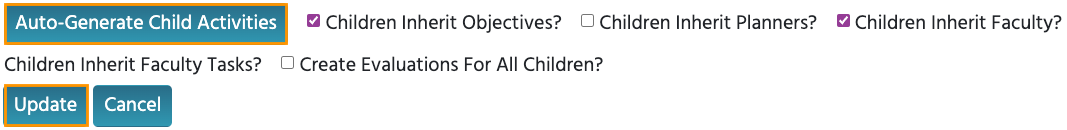 Auto-Generate Child Activities Children Inherit Objectives? Children Inherit Planners? Children Inherit Faculty?
Children Inherit Faculty Tasks? Create Evaluations For All Children?
Update Cancel